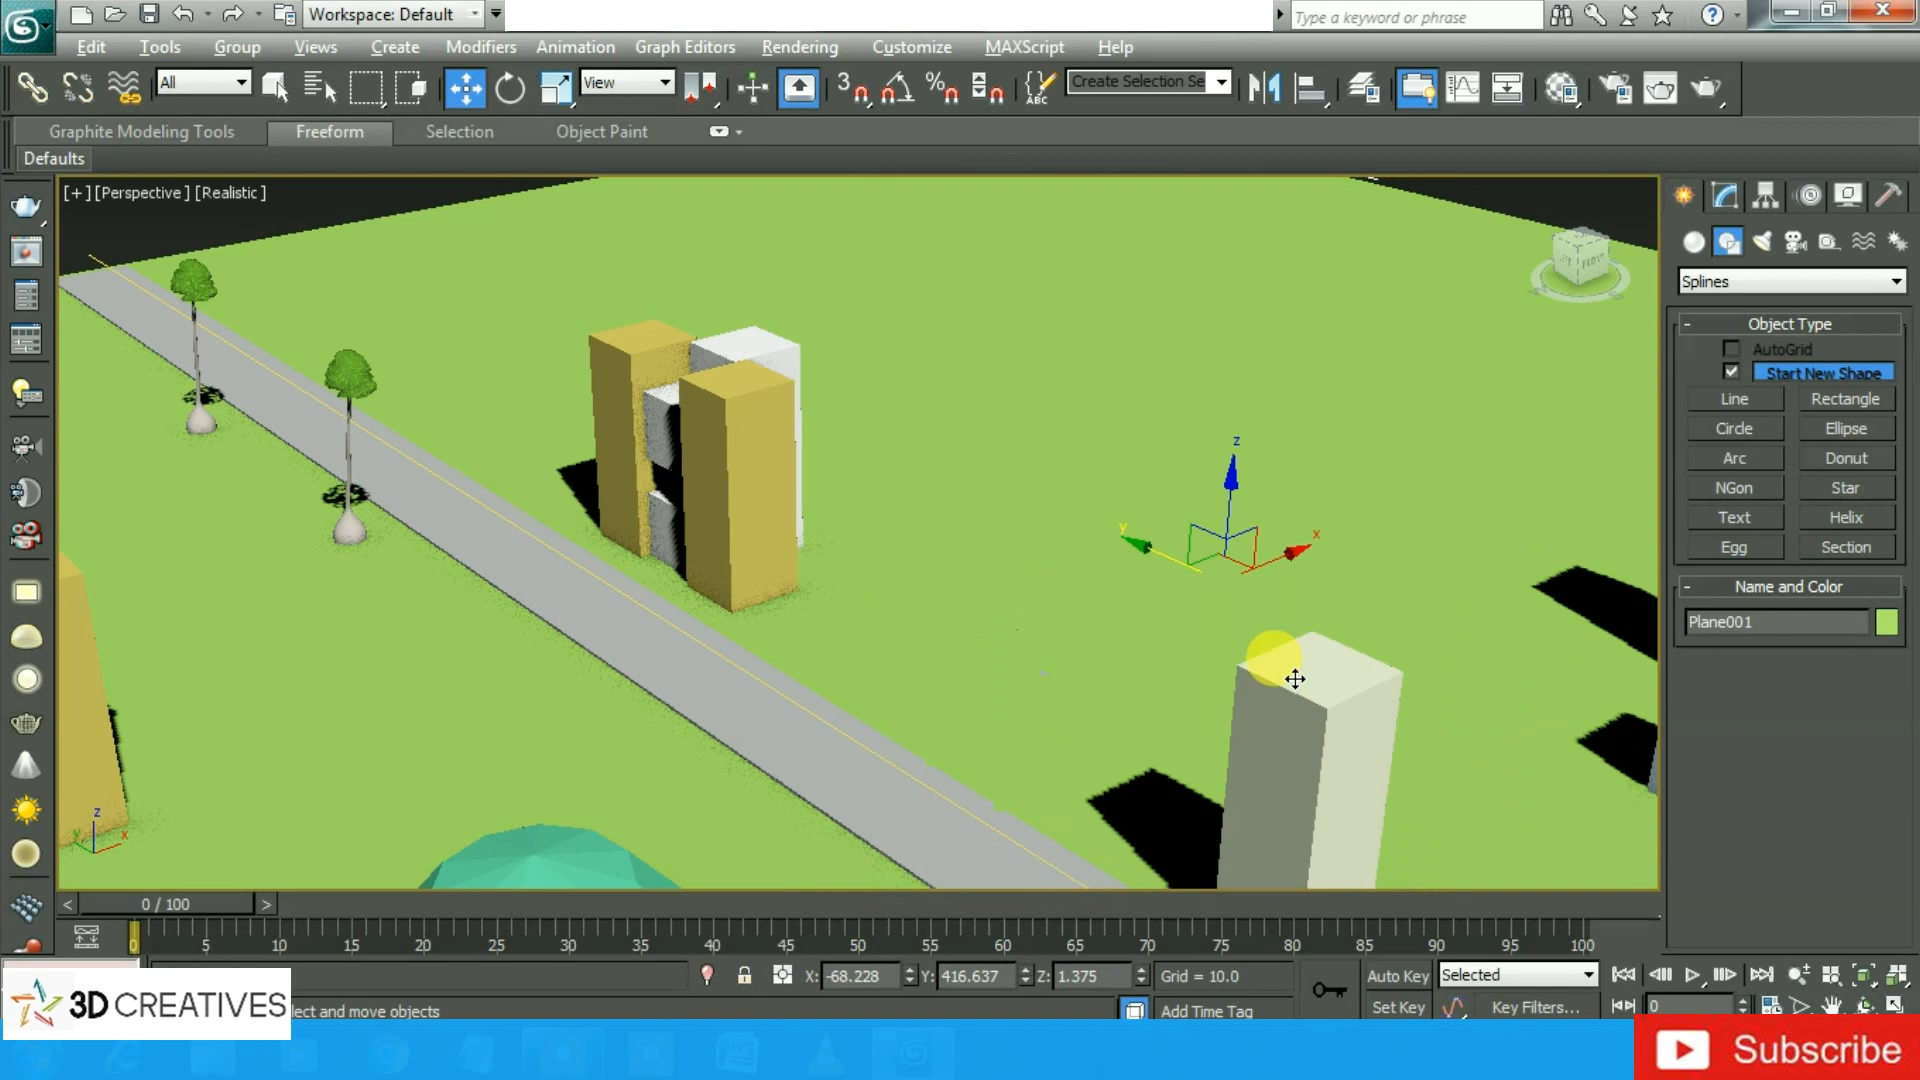 Workspace: Default
Type a keyword or phrase
Edit Tools Group Views Create Modifiers Animation Graph Editors Rendering Customize MAXScript Help
All
View
3
%
ABC
Create Selection Se
Graphite Modeling Tools Freeform Selection Object Paint
Defaults
[+][Perspective][Realistic]
FRONT
Splines
- Object Type
AutoGrid
Start New Shape
Line Rectangle
Circle Ellipse
Arc Donut
NGon Star
Text Helix
Egg Section
- Name and Color
Plane001
z
y
x
z
y
x
< 0 / 100 >
0 5 10 15 20 25 30 35 40 45 50 55 60 65 70 75 80 85 90 95 100
X: -68.228 Y: 416.637 Z: 1.375 Grid = 10.0 Auto Key Selected
lect and move objects Add Time Tag Set Key Key Filters... 0
3D CREATIVES
Subscribe